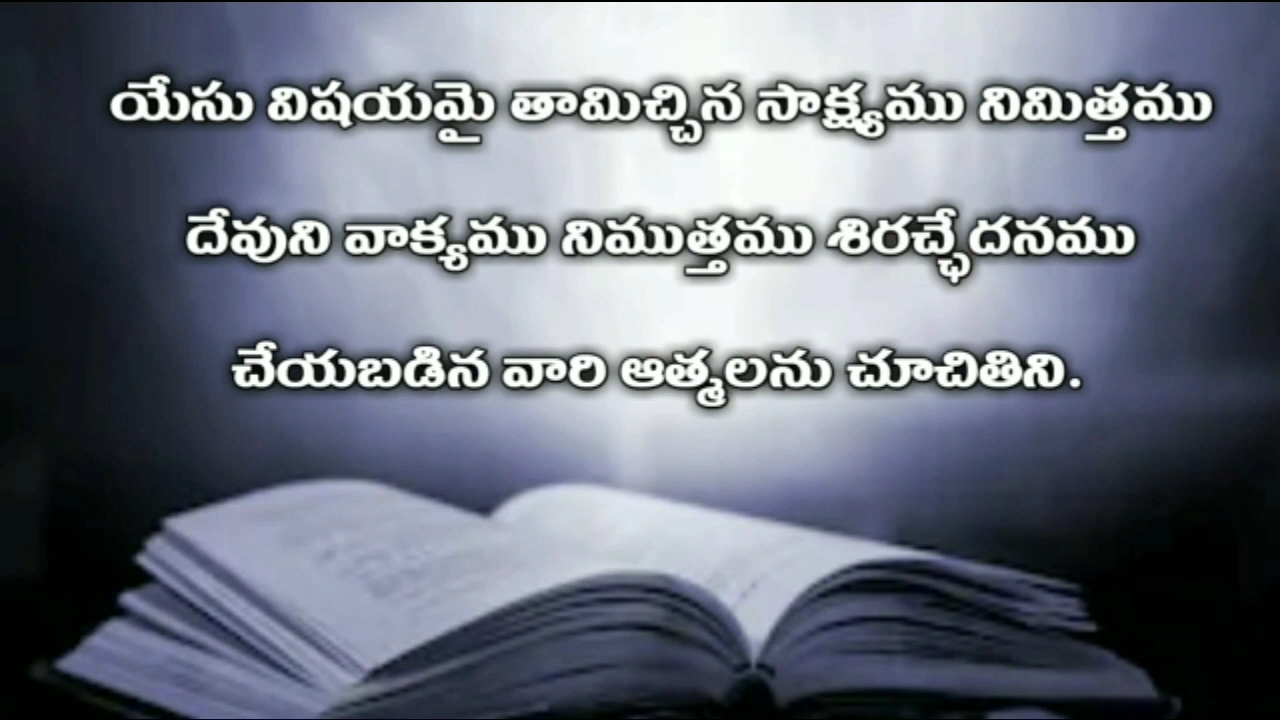 యేసు విషయమై తామిచ్చిన సాక్ష్యము నిమిత్తము
దేవుని వాక్యము నిముత్తము శిరచ్ఛేదనము
చేయబడిన వారి ఆత్మలను చూచితిని.